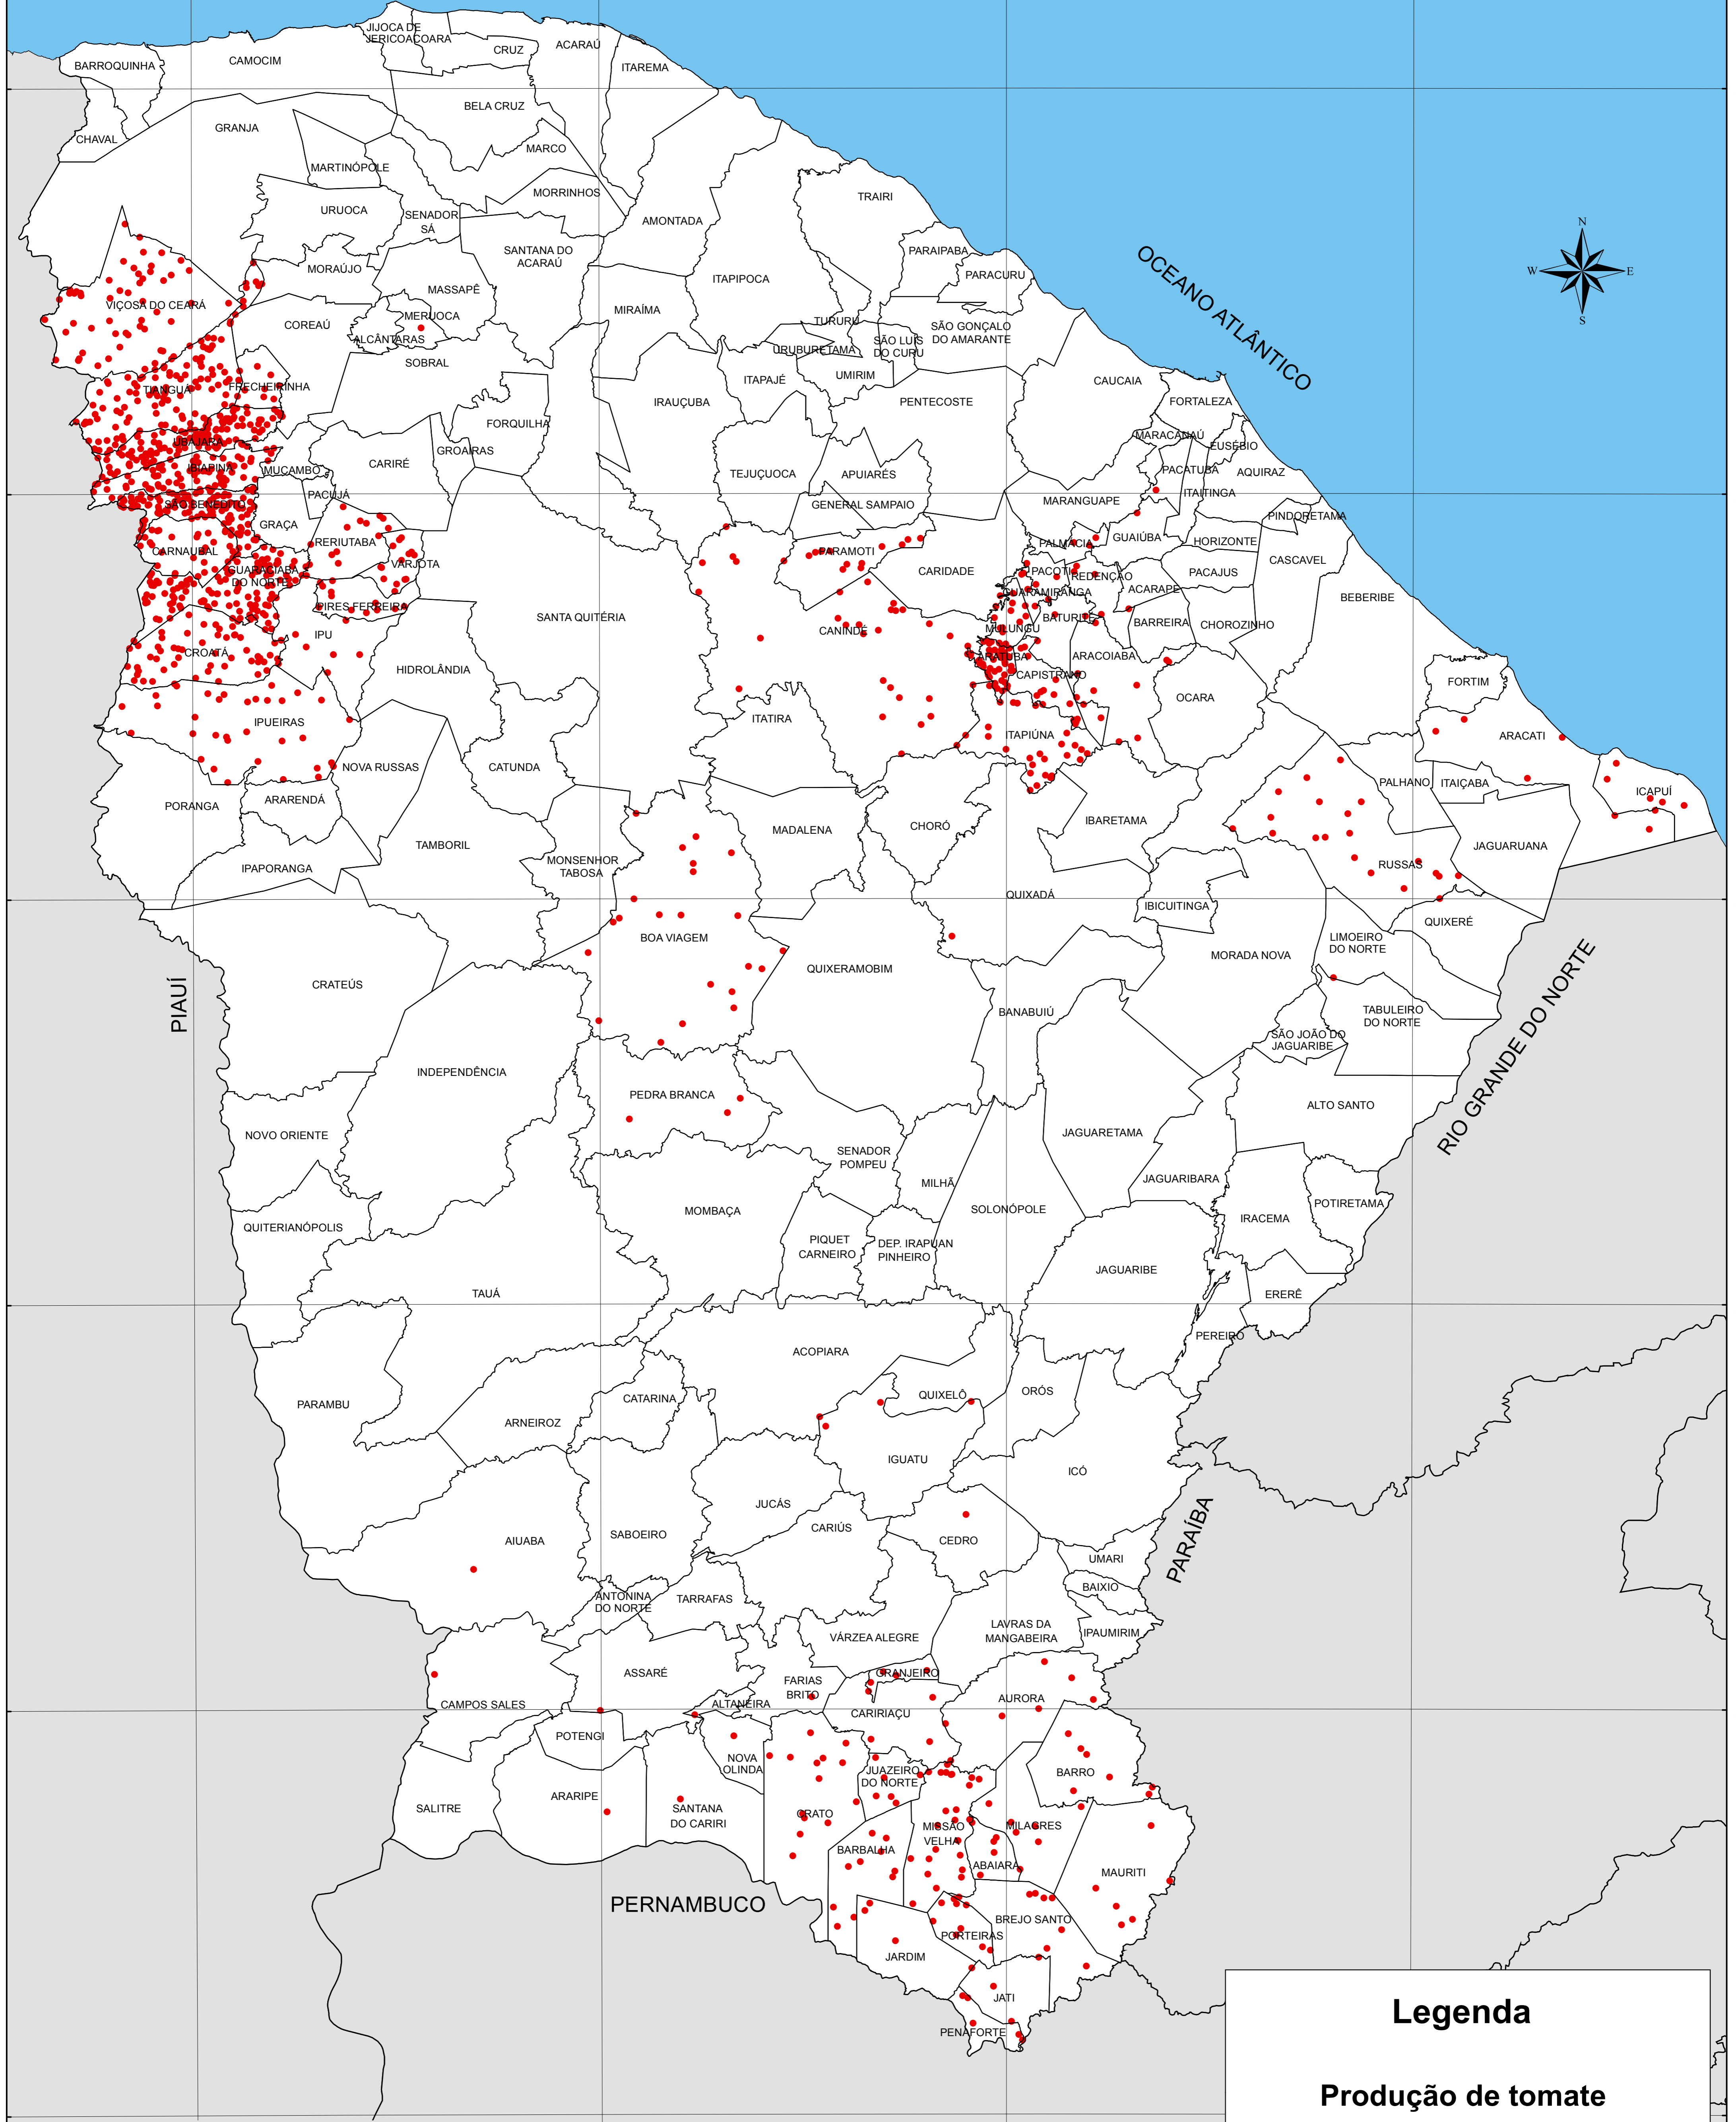 JIJOCA DE
JERICOACOARA
CRUZ
ACARAÚ
ITAREMA
BARROQUINHA
CAMOCIM
BELA CRUZ
CHAVAL
GRANJA
MARCO
MARTINÓPOLE
MORRINHOS
TRAIRI
URUOCA
SENADOR
SÁ
AMONTADA
SANTANA DO
ACARAÚ
PARAIPABA
PARACURU
OCEANO ATLÂNTICO
N
W
E
S
MORAÚJO
ITAPIPOCA
MASSAPÊ
VIÇOSA DO CEARÁ
MIRAÍMA
MERUOCA
COREAÚ
TURURU
SÃO GONÇALO
DO AMARANTE
ALCÂNTARAS
SÃO LUÍS
DO CURU
URUBURETAMA
SOBRAL
UMIRIM
ITAPAJÉ
CAUCAIA
TIANGUÁ
FRECHEIRINHA
IRAUÇUBA
PENTECOSTE
FORTALEZA
FORQUILHA
MARACANAÚ
UBAJARA
EUSÉBIO
GROAÍRAS
CARIRÉ
IBIAPINA
MUCAMBO
TEJUÇUOCA
APUIARÉS
PACATUBA
AQUIRAZ
PACUJÁ
MARANGUAPE
ITAITINGA
SÃO BENEDITO
GENERAL SAMPAIO
PINDORETAMA
GRAÇA
GUAIÚBA
HORIZONTE
RERIUTABA
PALMÁCIA
CARNAUBAL
PARAMOTI
CASCAVEL
VARJOTA
GUARACIABA
DO NORTE
CARIDADE
PACOTI
REDENÇÃO
PACAJUS
ACARAPE
GUARAMIRANGA
BEBERIBE
PIRES FERREIRA
SANTA QUITÉRIA
BATURITÉ
BARREIRA
CHOROZINHO
IPU
CANINDÉ
MULUNGU
CROATÁ
ARATUBA
ARACOIABA
HIDROLÂNDIA
CAPISTRANO
FORTIM
OCARA
IPUEIRAS
ITATIRA
ITAPIÚNA
ARACATI
NOVA RUSSAS
CATUNDA
PALHANO
ITAIÇABA
ICAPUÍ
PORANGA
ARARENDÁ
MADALENA
CHORÓ
IBARETAMA
TAMBORIL
JAGUARUANA
MONSENHOR
TABOSA
RUSSAS
IPAPORANGA
QUIXADÁ
IBICUITINGA
QUIXERÉ
BOA VIAGEM
LIMOEIRO
DO NORTE
MORADA NOVA
QUIXERAMOBIM
CRATEÚS
PIAUÍ
BANABUIÚ
TABULEIRO
DO NORTE
SÃO JOÃO DO
JAGUARIBE
RIO GRANDE DO NORTE
INDEPENDÊNCIA
PEDRA BRANCA
ALTO SANTO
NOVO ORIENTE
JAGUARETAMA
SENADOR
POMPEU
JAGUARIBARA
MILHÃ
POTIRETAMA
MOMBAÇA
SOLONÓPOLE
IRACEMA
QUITERIANÓPOLIS
PIQUET
CARNEIRO
DEP. IRAPUAN
PINHEIRO
JAGUARIBE
TAUÁ
ERERÊ
PEREIRO
ACOPIARA
ORÓS
QUIXELÔ
CATARINA
PARAMBU
ARNEIROZ
IGUATU
ICÓ
JUCÁS
CARIÚS
SABOEIRO
AIUABA
CEDRO
PARAÍBA
UMARI
BAIXIO
ANTONINA
DO NORTE
TARRAFAS
LAVRAS DA
MANGABEIRA
IPAUMIRIM
VÁRZEA ALEGRE
ASSARÉ
GRANJEIRO
FARIAS
BRITO
AURORA
CAMPOS SALES
ALTANEIRA
CARIRIAÇU
POTENGI
NOVA
OLINDA
JUAZEIRO
DO NORTE
BARRO
ARARIPE
SALITRE
SANTANA
DO CARIRI
CRATO
MISSÃO
VELHA
MILAGRES
BARBALHA
ABAIARA
MAURITI
PERNAMBUCO
BREJO SANTO
PORTEIRAS
JARDIM
JATI
PENAFORTE
Legenda
Produção de tomate